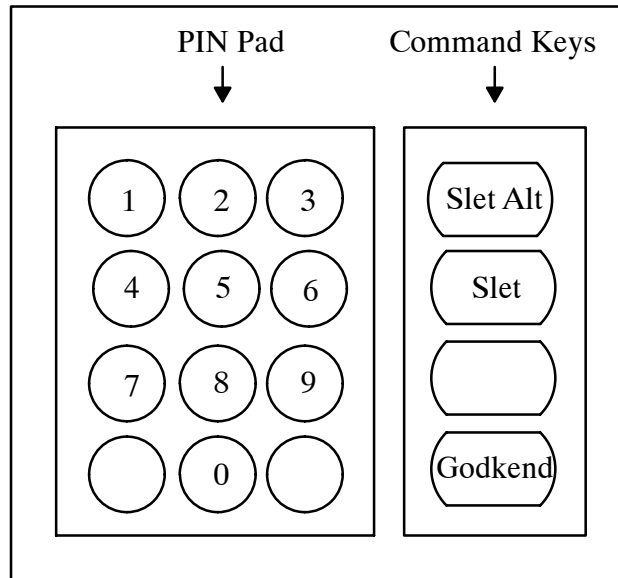 PIN Pad
Command Keys
1 2 3
Slet Alt
4 5 6
Slet
7 8 9
0
Godkend